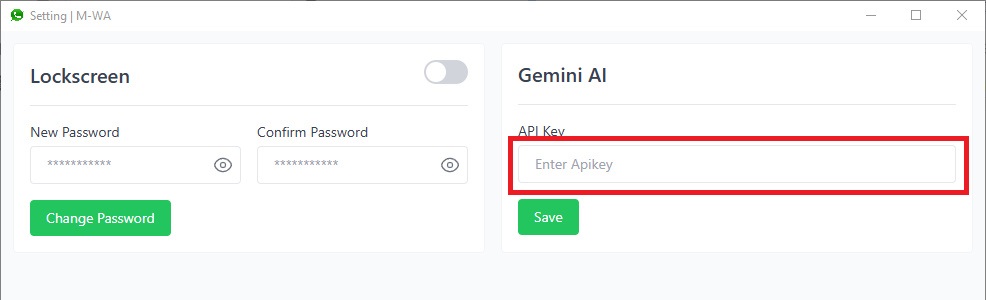 Setting | M-WA
Lockscreen
New Password
Confirm Password
***********
***********
Change Password
Gemini AI
API Key
Enter Apikey
Save